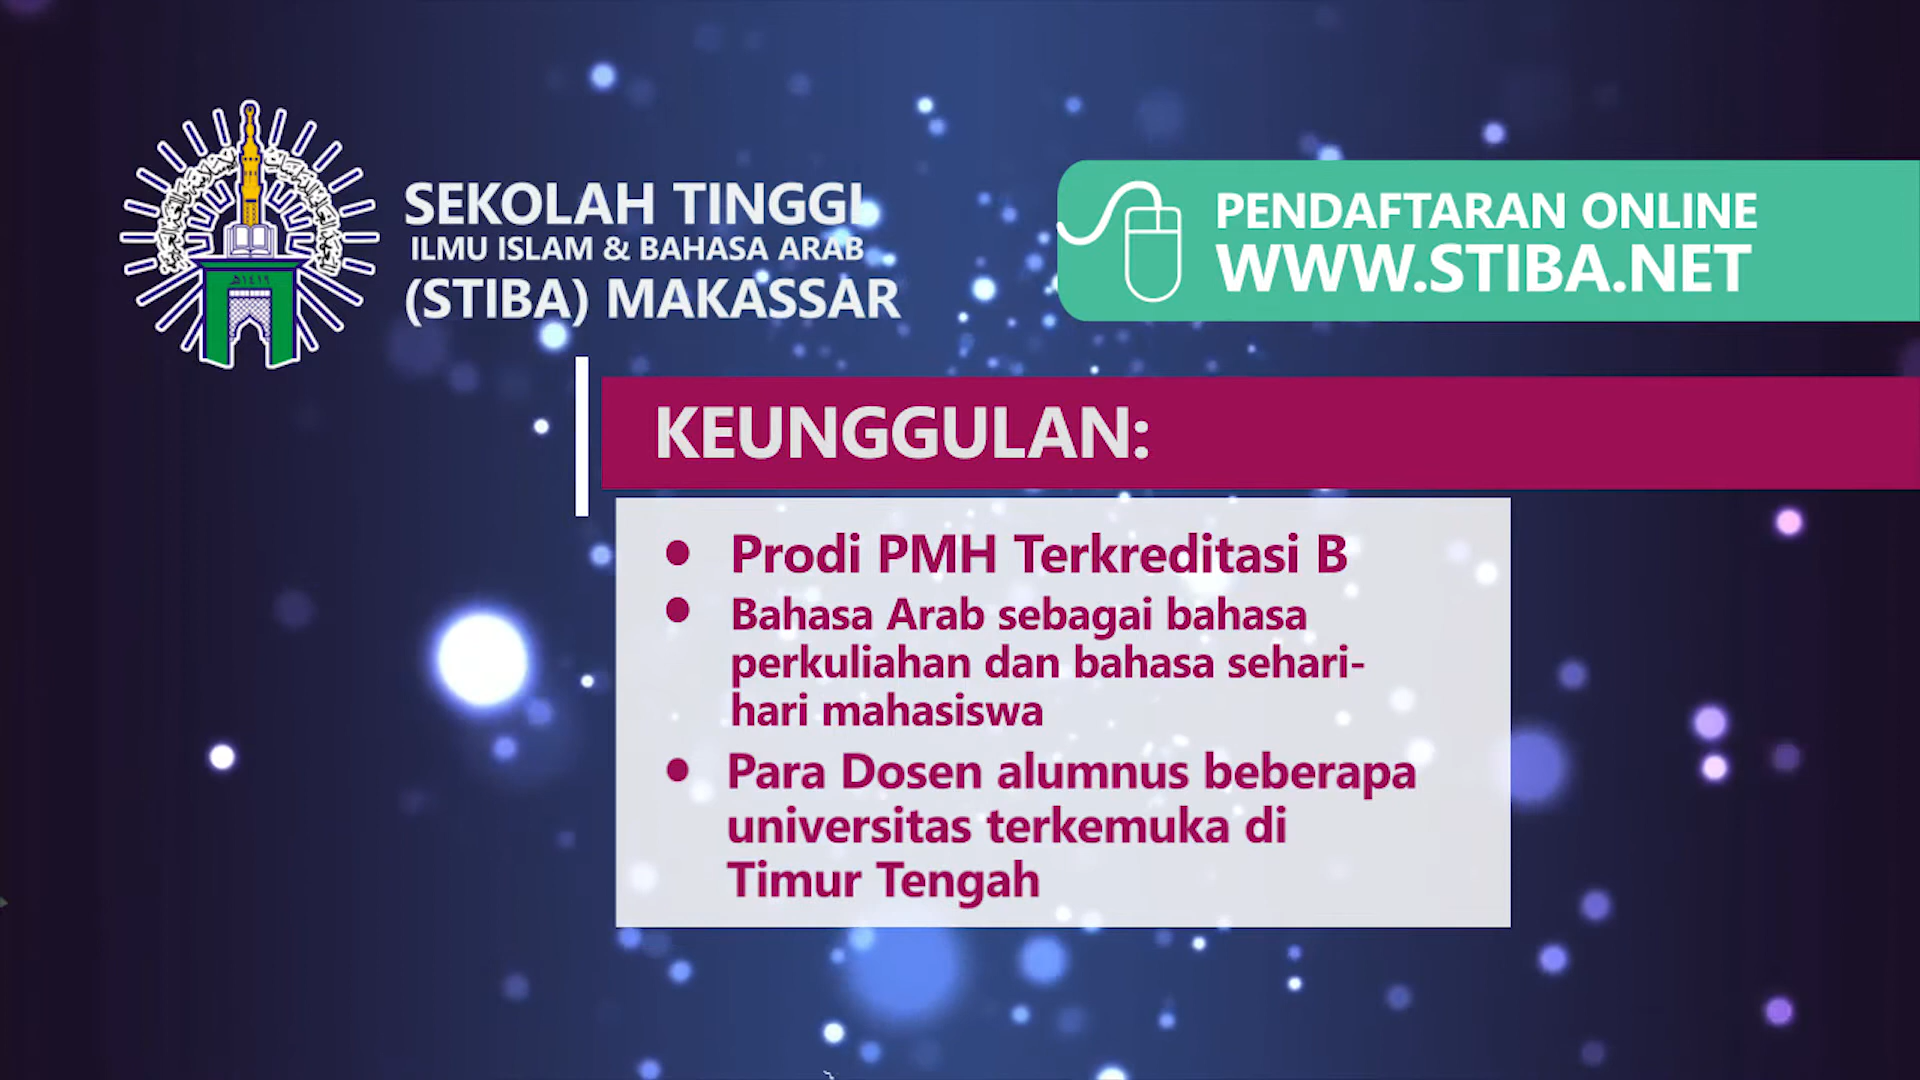 SEKOLAH TINGGI
ILMU ISLAM & BAHASA ARAB
(STIBA) MAKASSAR
PENDAFTARAN ONLINE
WWW.STIBA.NET
KEUNGGULAN:
• Prodi PMH Terkreditasi B
• Bahasa Arab sebagai bahasa
perkuliahan dan bahasa sehari-
hari mahasiswa
• Para Dosen alumnus beberapa
universitas terkemuka di
Timur Tengah